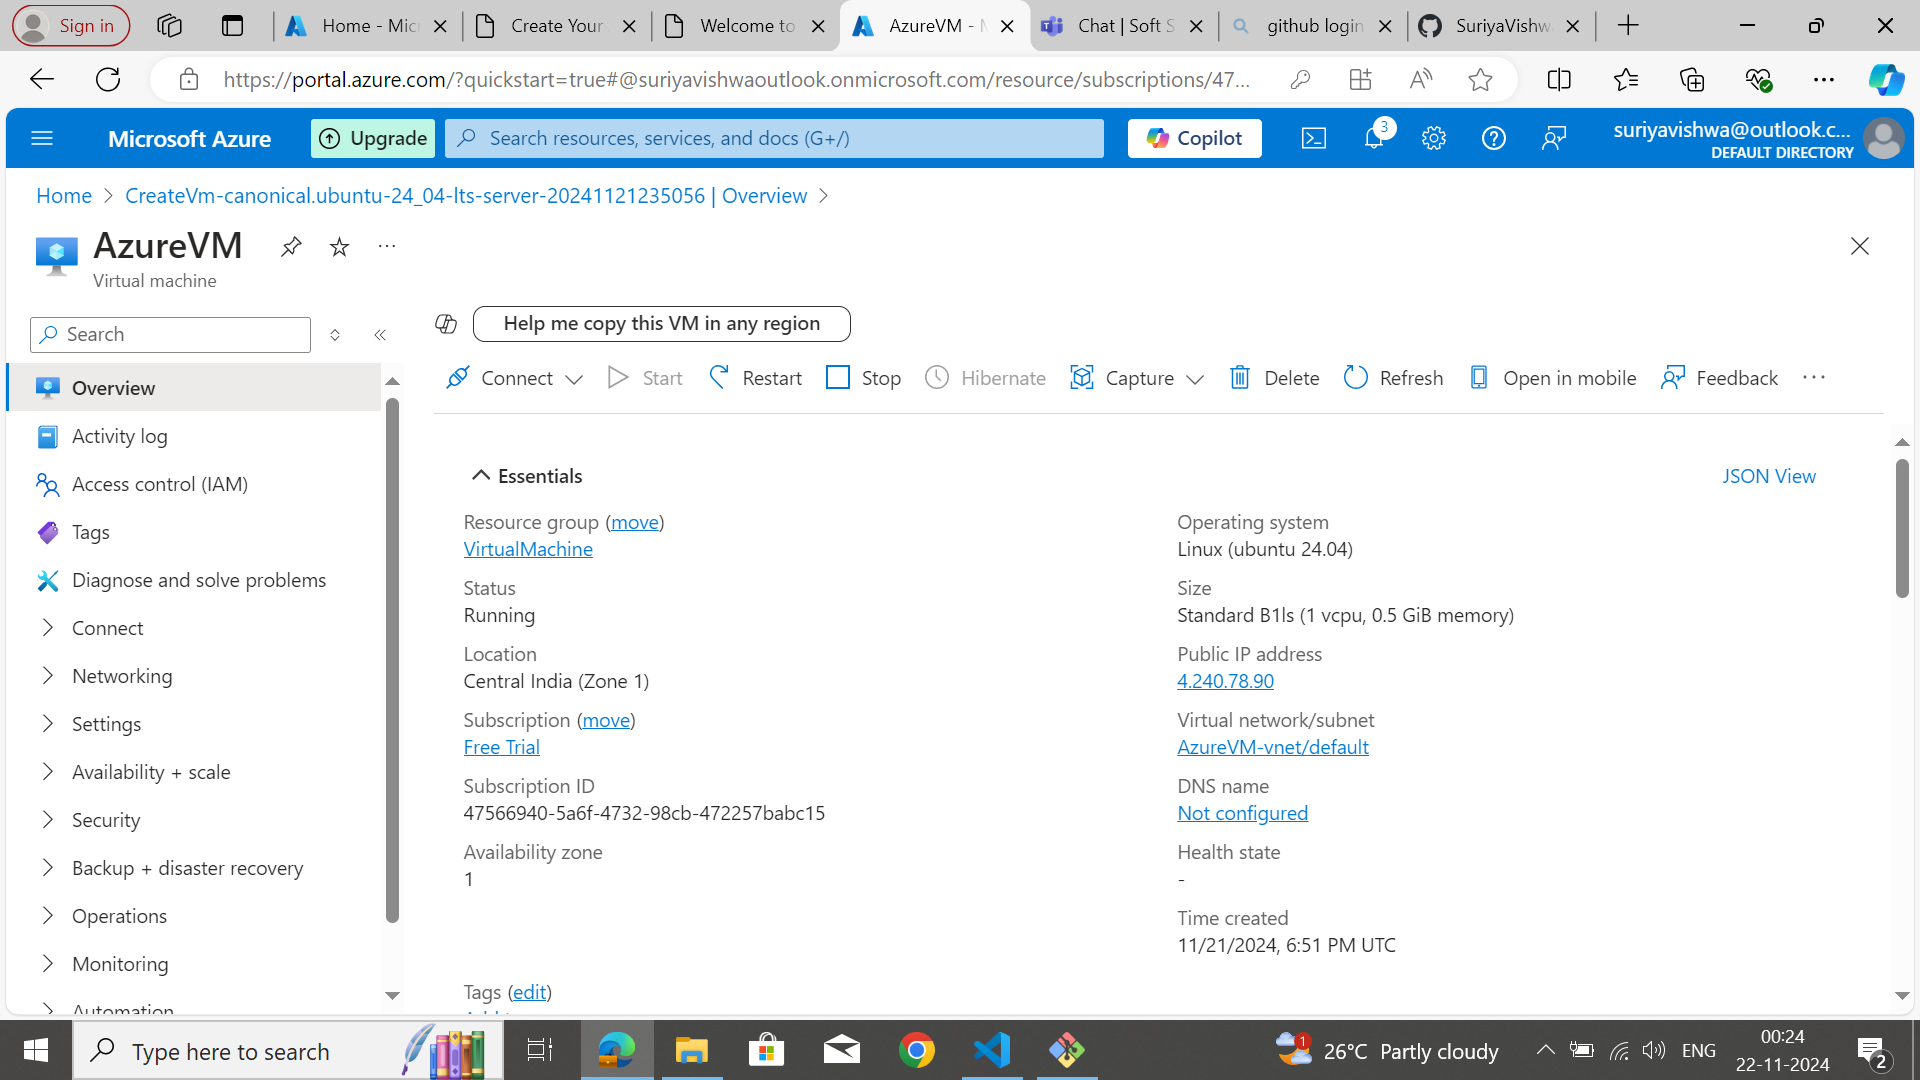 Sign in
Home - Mic
Create Your
Welcome to
AzureVM - M
Chat | Soft S
github login
SuriyaVishw
https://portal.azure.com/?quickstart=true#@suriyavishwaoutlook.onmicrosoft.com/resource/subscriptions/47...
Microsoft Azure
Upgrade
Search resources, services, and docs (G+/)
Copilot
3
suriyavishwa@outlook.c...
DEFAULT DIRECTORY
Home > CreateVm-canonical.ubuntu-24_04-lts-server-20241121235056 | Overview >
AzureVM
Virtual machine
Search
Overview
Activity log
Access control (IAM)
Tags
Diagnose and solve problems
Connect
Networking
Settings
Availability + scale
Security
Backup + disaster recovery
Operations
Monitoring
Automation
Help me copy this VM in any region
Connect
Start
Restart
Stop
Hibernate
Capture
Delete
Refresh
Open in mobile
Feedback
Essentials
JSON View
Resource group (move)
VirtualMachine
Status
Running
Location
Central India (Zone 1)
Subscription (move)
Free Trial
Subscription ID
47566940-5a6f-4732-98cb-472257babc15
Availability zone
1
Operating system
Linux (ubuntu 24.04)
Size
Standard B1ls (1 vcpu, 0.5 GiB memory)
Public IP address
4.240.78.90
Virtual network/subnet
AzureVM-vnet/default
DNS name
Not configured
Health state
-
Time created
11/21/2024, 6:51 PM UTC
Tags (edit)
Type here to search
1
26°C Partly cloudy
ENG
00:24
22-11-2024
2